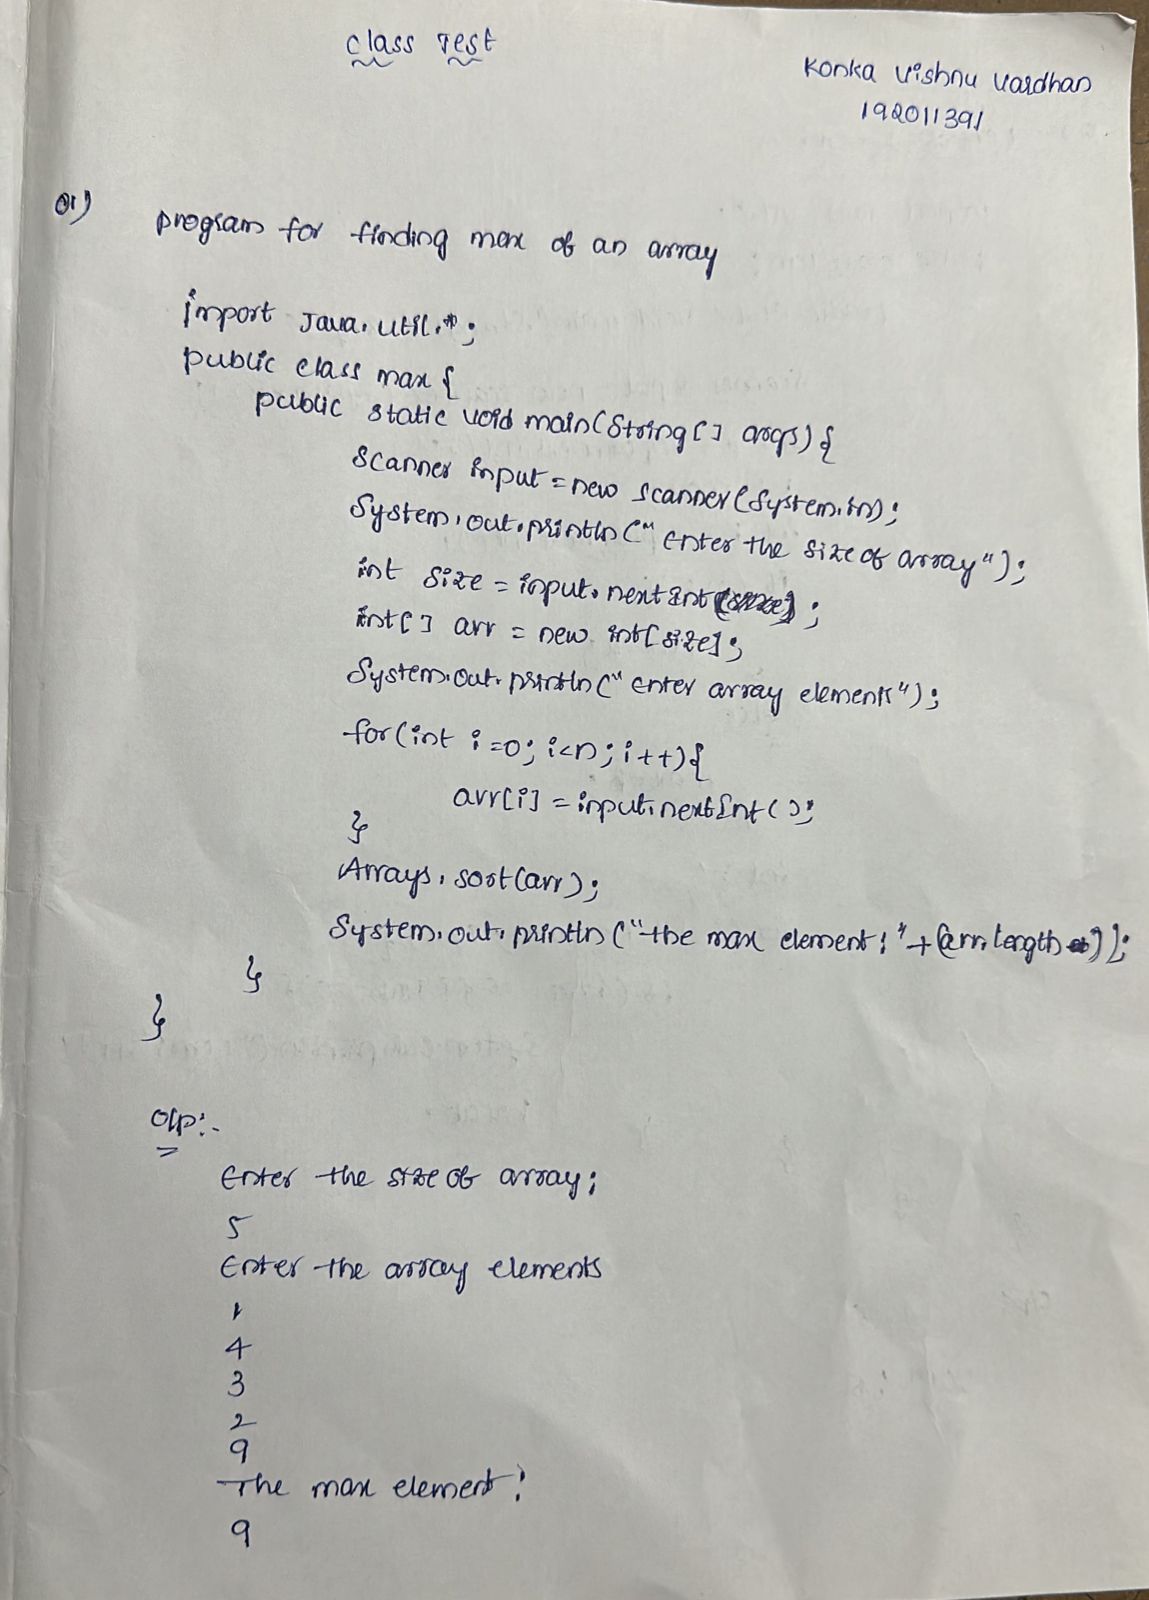 Class Test
Konka Vishnu Vardhan
192011391
01)
program for finding max of an array
import java.util.*;
public class max {
public static void main(String[] args){
Scanner input = new scanner(System.in);
System.out.println("enter the size of array");
int size = input.nextInt ;
int[] arr = new int[size];
System.out.println("enter array elements");
for(int i=0; i<n; i++){
arr[i] = input.nextInt();
}
Arrays.sort(arr);
System.out.println("the max element:"+(arr.length));
}
}
O/p:-
Enter the size of array:
5
Enter the array elements
1
4
3
2
9
The max element:
9